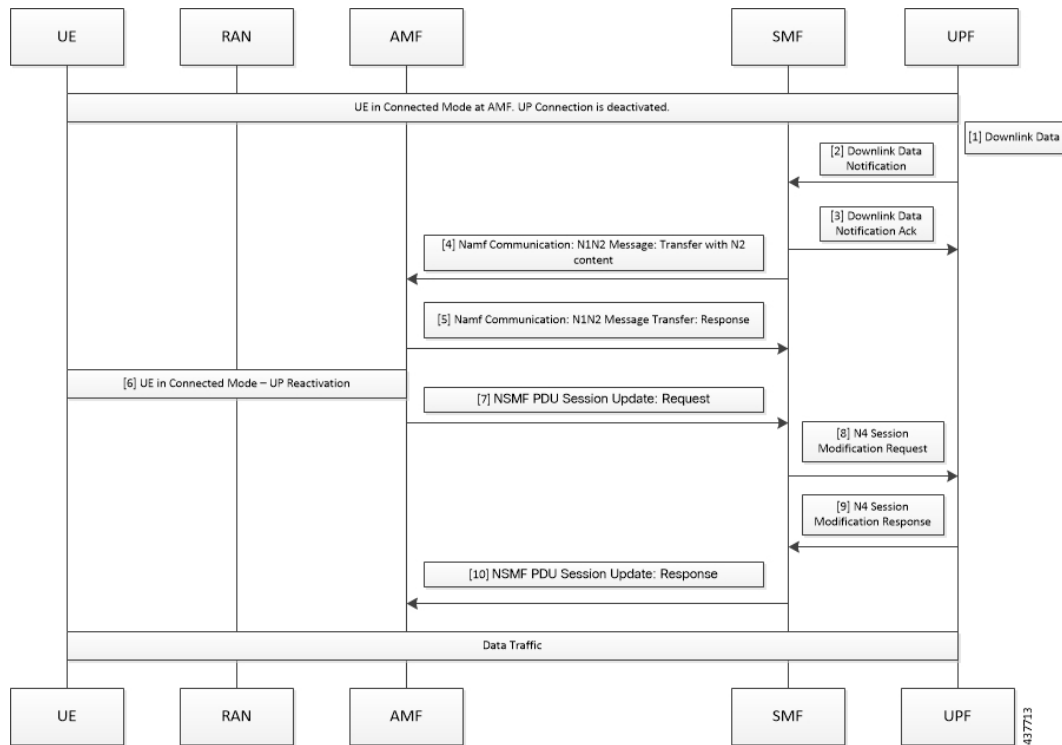 UE
RAN
AMF
SMF
UPF
UE in Connected Mode at AMF. UP Connection is deactivated.
[1] Downlink Data
[2] Downlink Data
Notification
[3] Downlink Data
Notification Ack
[4] Namf Communication: N1N2 Message: Transfer with N2
content
[5] Namf Communication: N1N2 Message Transfer: Response
[6] UE in Connected Mode – UP Reactivation
[7] NSMF PDU Session Update: Request
[8] N4 Session
Modification Request
[9] N4 Session
Modification Response
[10] NSMF PDU Session Update: Response
Data Traffic
UE
RAN
AMF
SMF
UPF
437713